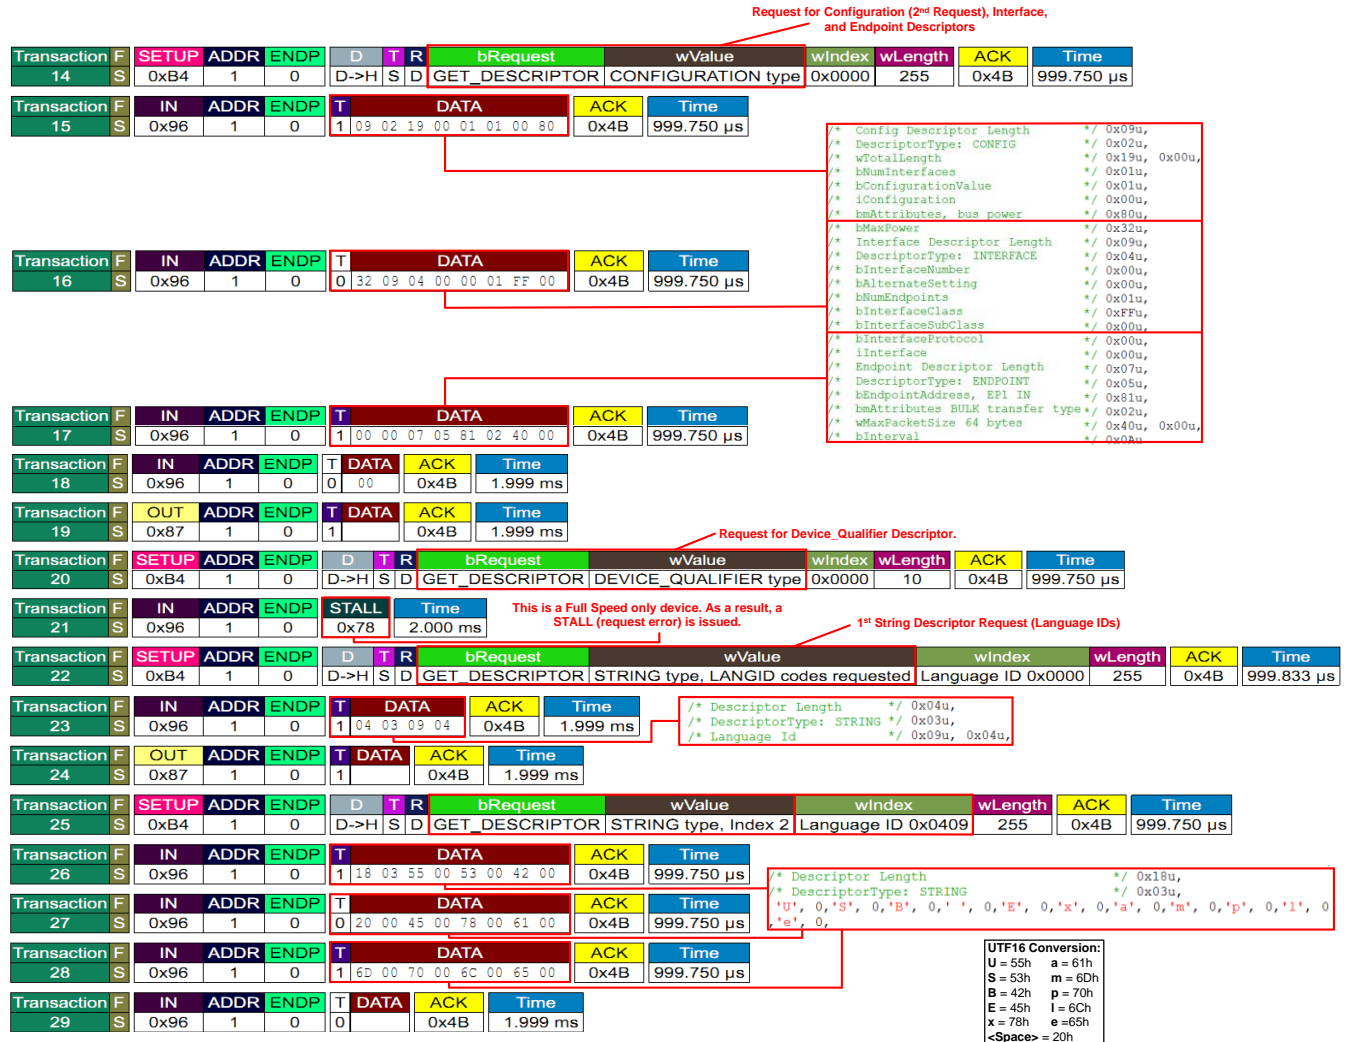 Request for Configuration (2nd Request), Interface,
and Endpoint Descriptors
Transaction F SETUP ADDR ENDP D T R bRequest wValue wIndex wLength ACK Time
14 S 0xB4 1 0 D->H S D GET_DESCRIPTOR CONFIGURATION type 0x0000 255 0x4B 999.750 µs
Transaction F IN ADDR ENDP T DATA ACK Time
15 S 0x96 1 0 1 09 02 19 00 01 01 00 80 0x4B 999.750 µs
/* Config Descriptor Length */ 0x09u,
/* DescriptorType: CONFIG */ 0x02u,
/* wTotalLength */ 0x19u, 0x00u,
/* bNumInterfaces */ 0x01u,
/* bConfigurationValue */ 0x01u,
/* iConfiguration */ 0x00u,
/* bmAttributes, bus power */ 0x80u,
/* bMaxPower */ 0x32u,
/* Interface Descriptor Length */ 0x09u,
/* DescriptorType: INTERFACE */ 0x04u,
/* bInterfaceNumber */ 0x00u,
/* bAlternateSetting */ 0x00u,
/* bNumEndpoints */ 0x01u,
/* bInterfaceClass */ 0xFFu,
/* bInterfaceSubClass */ 0x00u,
/* bInterfaceProtocol */ 0x00u,
/* iInterface */ 0x00u,
/* Endpoint Descriptor Length */ 0x07u,
/* DescriptorType: ENDPOINT */ 0x05u,
/* bEndpointAddress, EP1 IN */ 0x81u,
/* bmAttributes BULK transfer type */ 0x02u,
/* wMaxPacketSize 64 bytes */ 0x40u, 0x00u,
/* bInterval */ 0x0Au
Transaction F IN ADDR ENDP T DATA ACK Time
16 S 0x96 1 0 0 32 09 04 00 00 01 FF 00 0x4B 999.750 µs
Transaction F IN ADDR ENDP T DATA ACK Time
17 S 0x96 1 0 1 00 00 07 05 81 02 40 00 0x4B 999.750 µs
Transaction F IN ADDR ENDP T DATA ACK Time
18 S 0x96 1 0 0 00 0x4B 1.999 ms
Transaction F OUT ADDR ENDP T DATA ACK Time
19 S 0x87 1 0 1 0x4B 1.999 ms
Request for Device_Qualifier Descriptor.
Transaction F SETUP ADDR ENDP D T R bRequest wValue wIndex wLength ACK Time
20 S 0xB4 1 0 D->H S D GET_DESCRIPTOR DEVICE_QUALIFIER type 0x0000 10 0x4B 999.750 µs
Transaction F IN ADDR ENDP STALL Time
21 S 0x96 1 0 0x78 2.000 ms
This is a Full Speed only device. As a result, a
STALL (request error) is issued.
1st String Descriptor Request (Language IDs)
Transaction F SETUP ADDR ENDP D T R bRequest wValue wIndex wLength ACK Time
22 S 0xB4 1 0 D->H S D GET_DESCRIPTOR STRING type, LANGID codes requested Language ID 0x0000 255 0x4B 999.833 µs
Transaction F IN ADDR ENDP T DATA ACK Time
23 S 0x96 1 0 1 04 03 09 04 0x4B 1.999 ms
/* Descriptor Length */ 0x04u,
/* DescriptorType: STRING */ 0x03u,
/* Language Id */ 0x09u, 0x04u,
Transaction F OUT ADDR ENDP T DATA ACK Time
24 S 0x87 1 0 1 0x4B 1.999 ms
Transaction F SETUP ADDR ENDP D T R bRequest wValue wIndex wLength ACK Time
25 S 0xB4 1 0 D->H S D GET_DESCRIPTOR STRING type, Index 2 Language ID 0x0409 255 0x4B 999.750 µs
Transaction F IN ADDR ENDP T DATA ACK Time
26 S 0x96 1 0 1 18 03 55 00 53 00 42 00 0x4B 999.750 µs
/* Descriptor Length */ 0x18u,
/* DescriptorType: STRING */ 0x03u,
'U', 0,'S', 0,'B', 0,' ', 0,'E', 0,'x', 0,'a', 0,'m', 0,'p', 0,'l', 0
,'e', 0,
Transaction F IN ADDR ENDP T DATA ACK Time
27 S 0x96 1 0 0 20 00 45 00 78 00 61 00 0x4B 999.750 µs
Transaction F IN ADDR ENDP T DATA ACK Time
28 S 0x96 1 0 1 6D 00 70 00 6C 00 65 00 0x4B 999.750 µs
Transaction F IN ADDR ENDP T DATA ACK Time
29 S 0x96 1 0 0 0x4B 1.999 ms
UTF16 Conversion:
U = 55h a = 61h
S = 53h m = 6Dh
B = 42h p = 70h
E = 45h l = 6Ch
x = 78h e =65h
<Space> = 20h